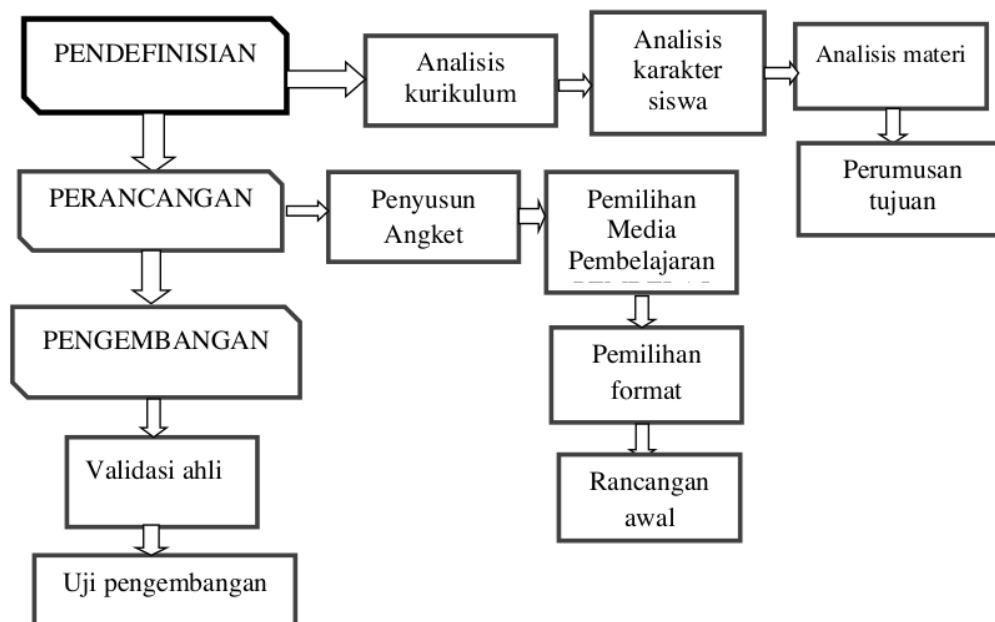 PENDEFINISIAN
Analisis
kurikulum
Analisis
karakter
siswa
Analisis materi
Perumusan
tujuan
PERANCANGAN
Penyusun
Angket
Pemilihan
Media
Pembelajaran
Pemilihan
format
Rancangan
awal
PENGEMBANGAN
Validasi ahli
Uji pengembangan